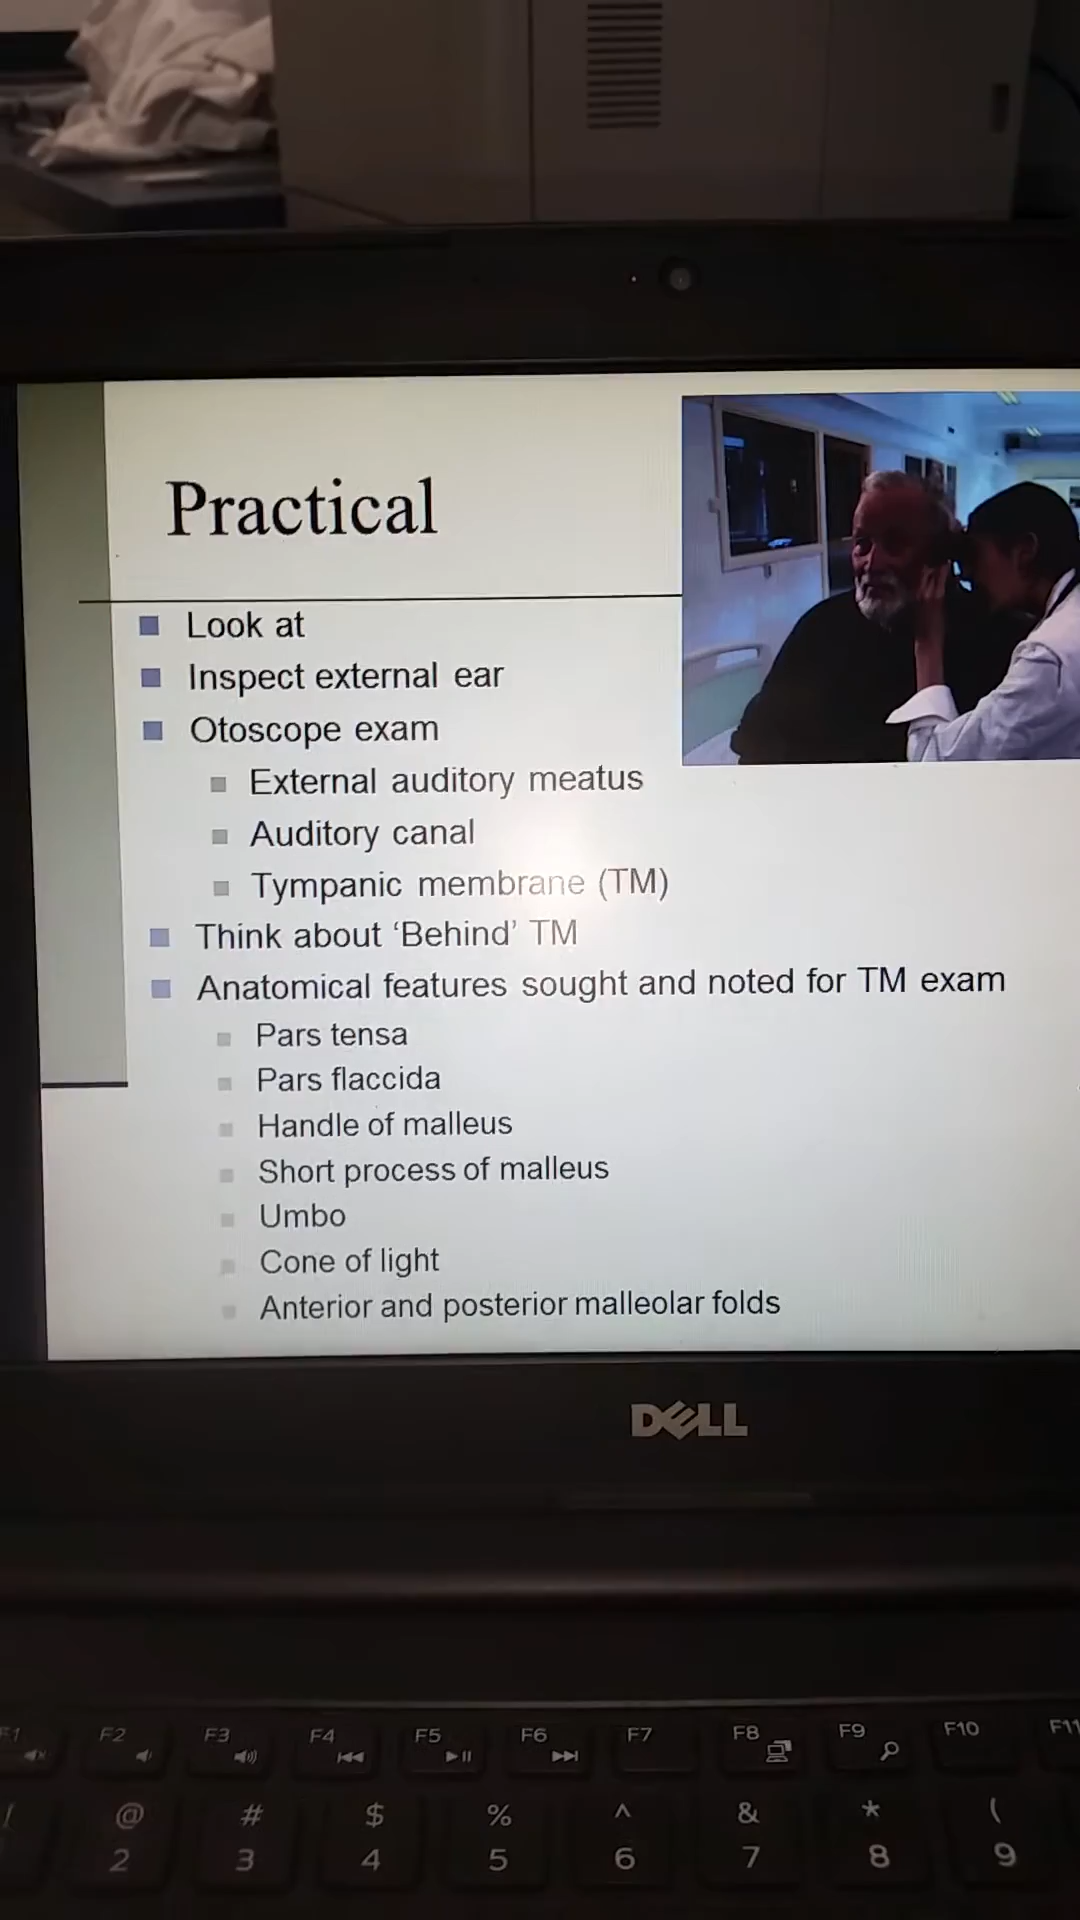 Practical
Look at
Inspect external ear
Otoscope exam
External auditory meatus
Auditory canal
Tympanic membrane (TM)
Think about ‘Behind’ TM
Anatomical features sought and noted for TM exam
Pars tensa
Pars flaccida
Handle of malleus
Short process of malleus
Umbo
Cone of light
Anterior and posterior malleolar folds
DELL
F1 F2 F3 F4 F5 F6 F7 F8 F9 F10 F11
! @ # $ % ^ & * (
2 3 4 5 6 7 8 9